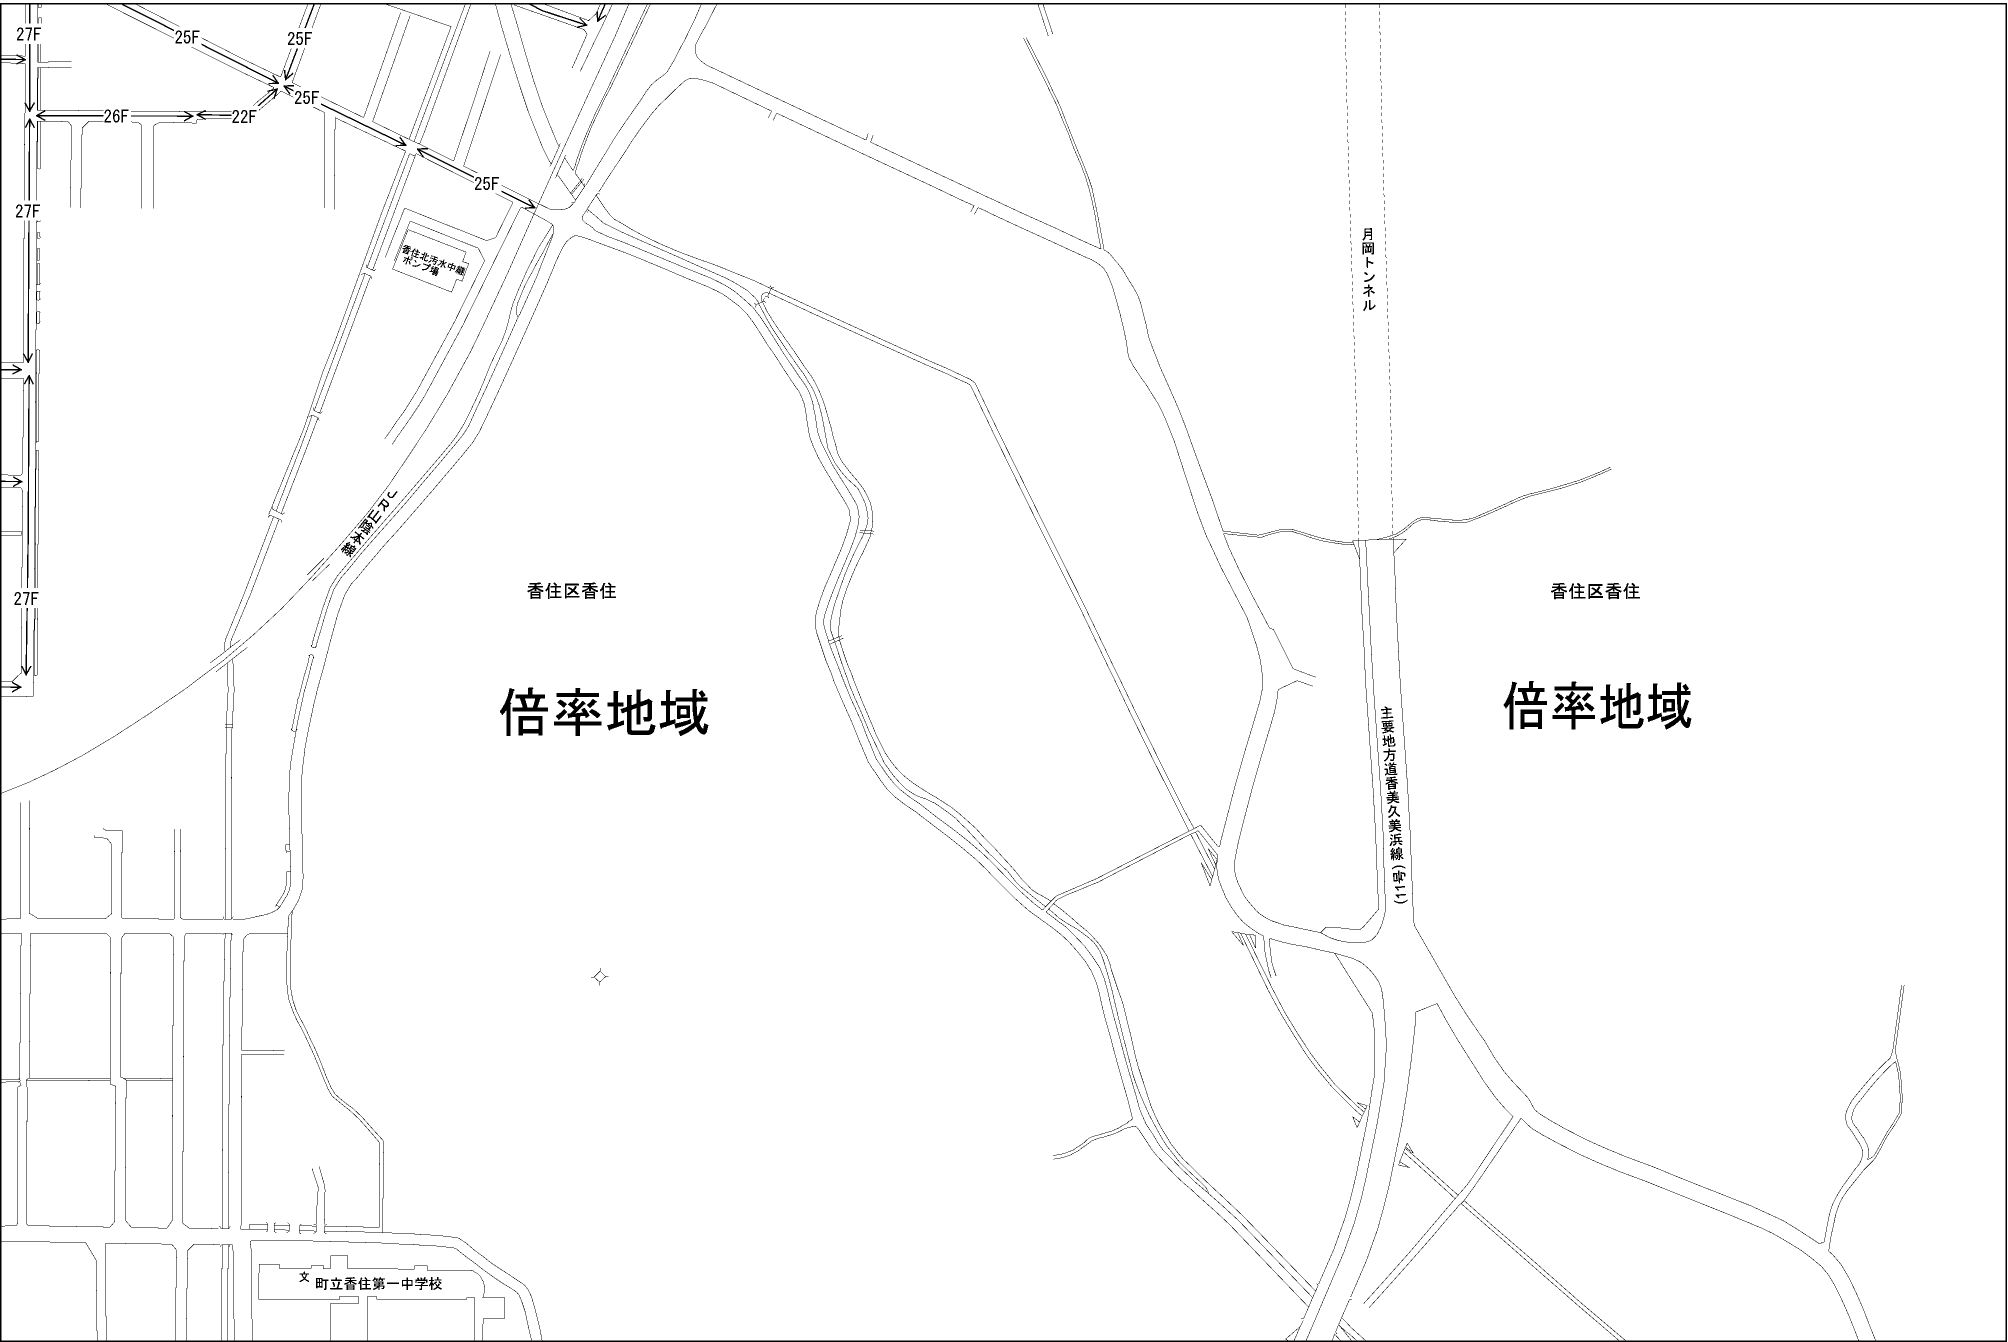 27F
25F
25F
25F
26F
22F
25F
27F
香住北汚水中継
ポンプ場
月岡トンネル
JR山陰本線
香住区香住
香住区香住
27F
倍率地域
倍率地域
主要地方道香美久美浜線(11号)
文
町立香住第一中学校